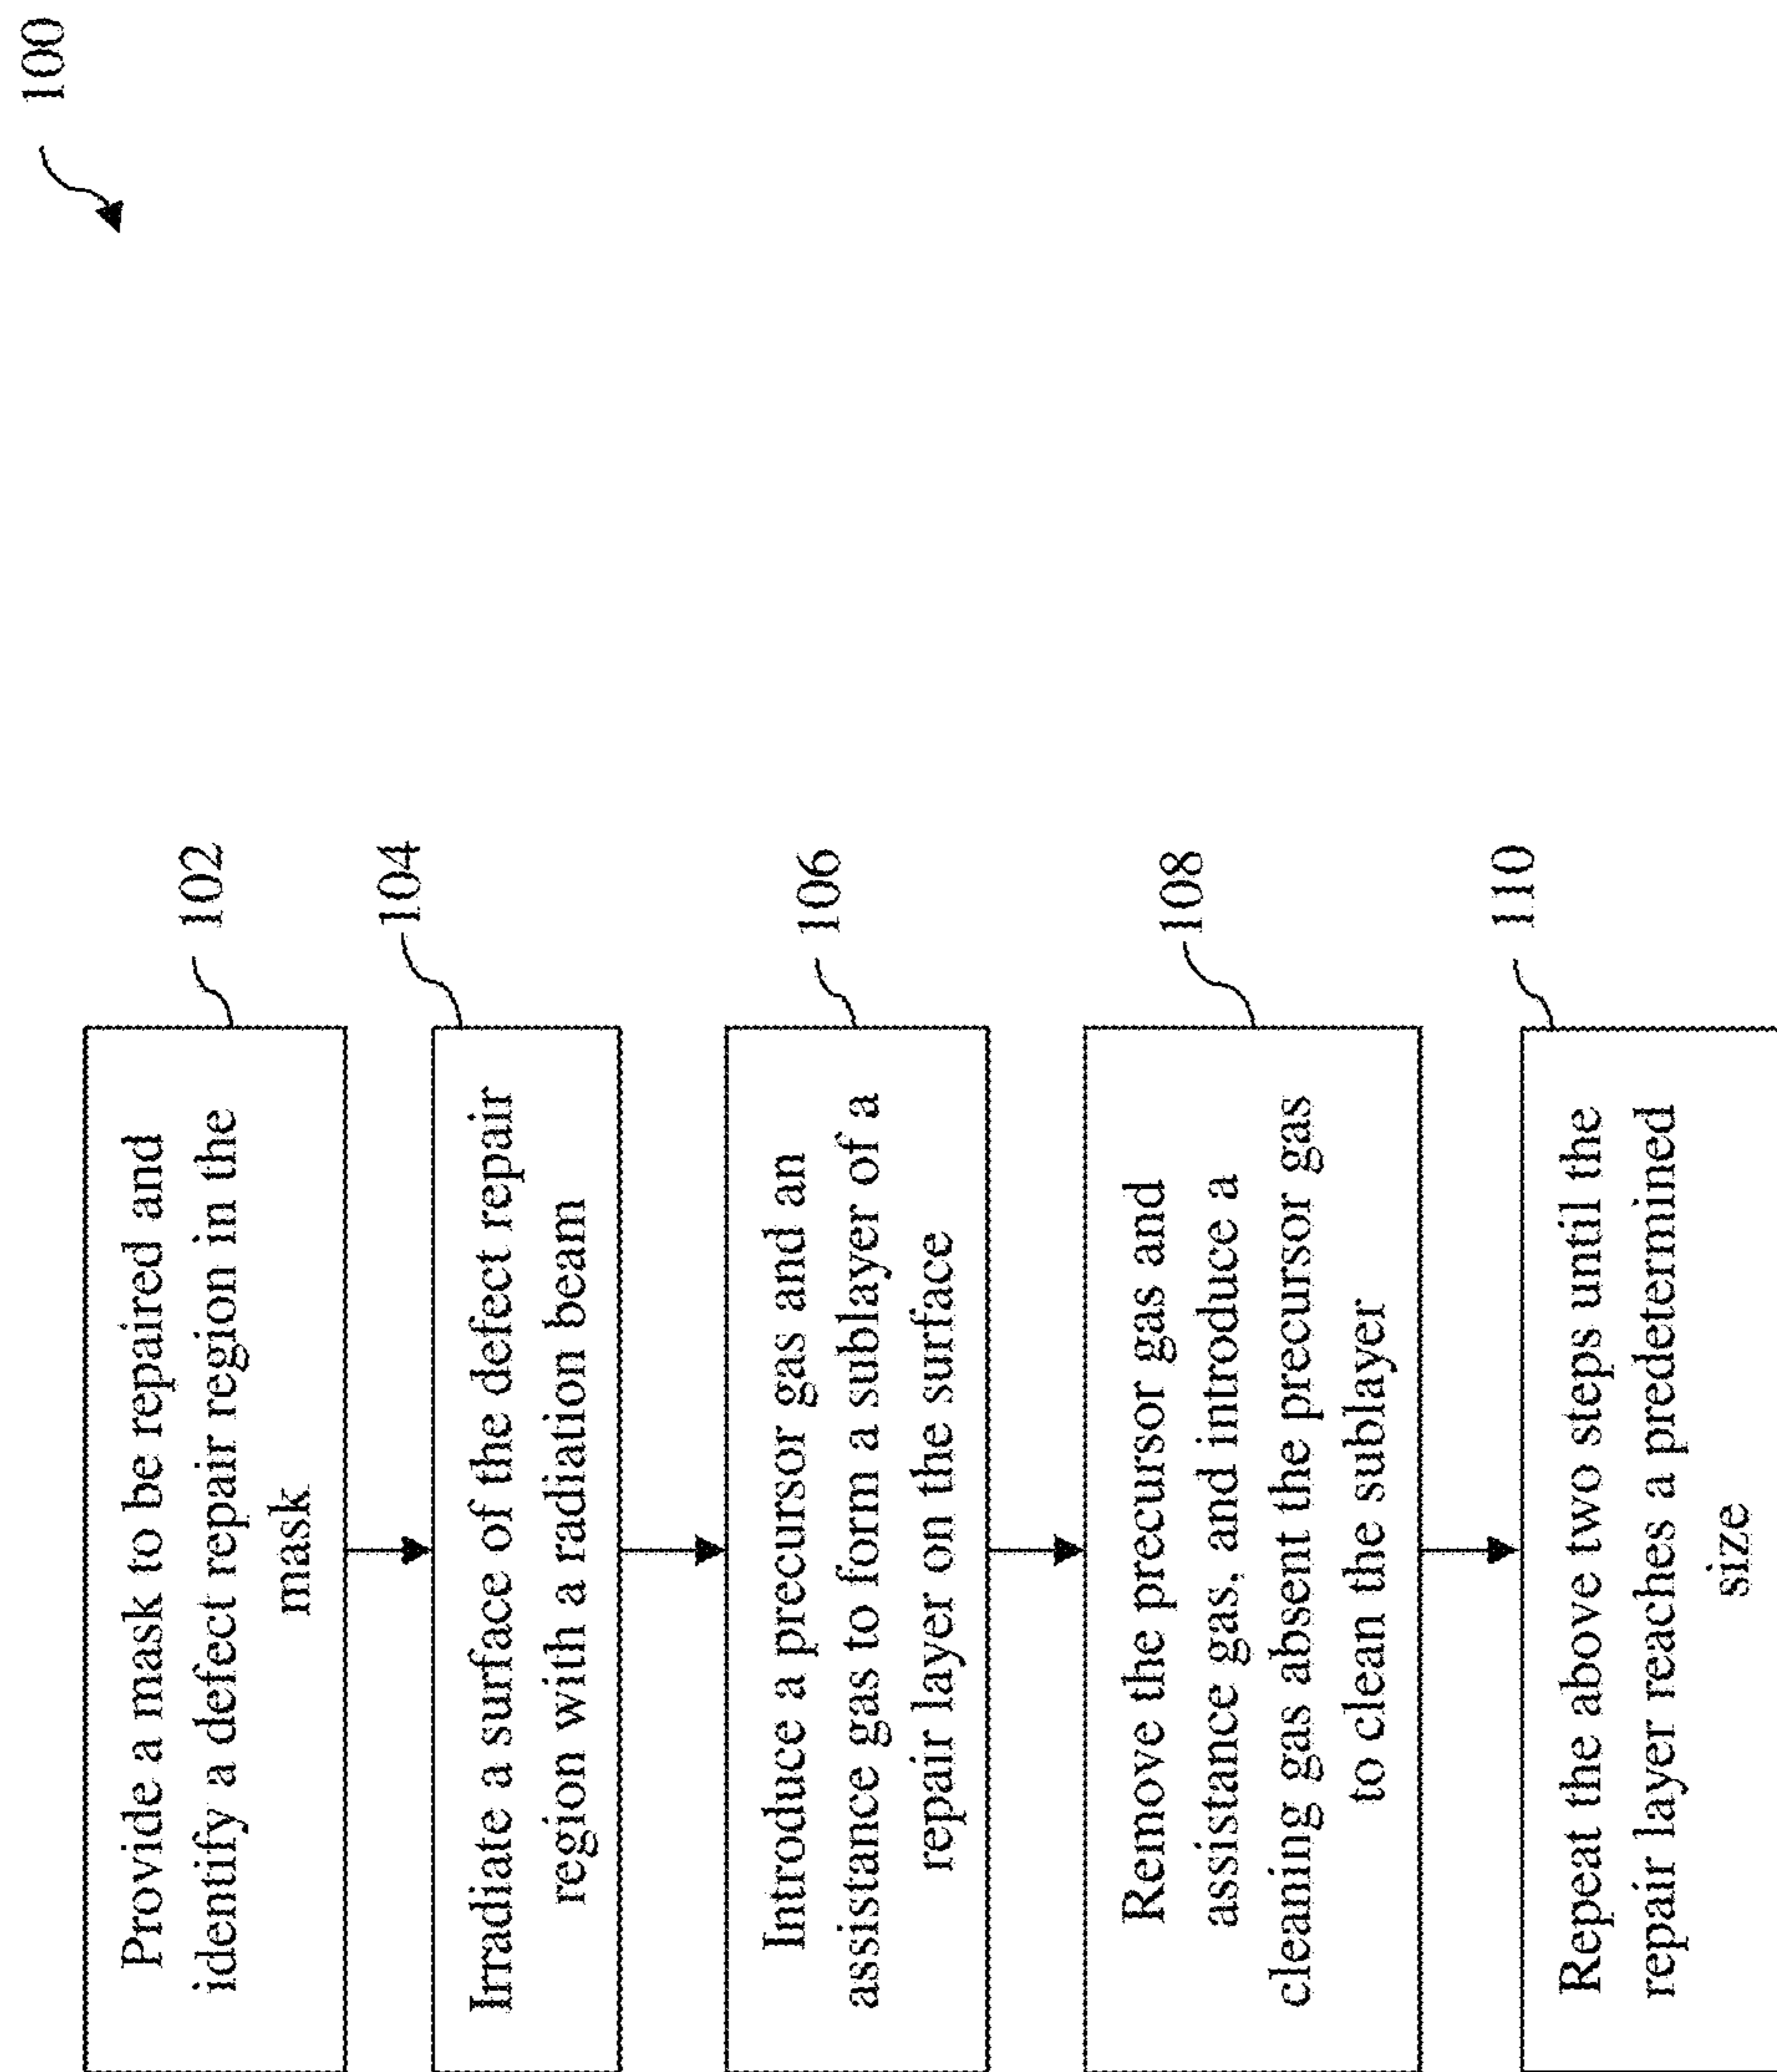 100
Provide a mask to be repaired and
identify a defect repair region in the
mask
102
Irradiate a surface of the defect repair
region with a radiation beam
104
Introduce a precursor gas and an
assistance gas to form a sublayer of a
repair layer on the surface
106
Remove the precursor gas and
assistance gas, and introduce a
cleaning gas absent the precursor gas
to clean the sublayer
108
Repeat the above two steps until the
repair layer reaches a predetermined
size
110